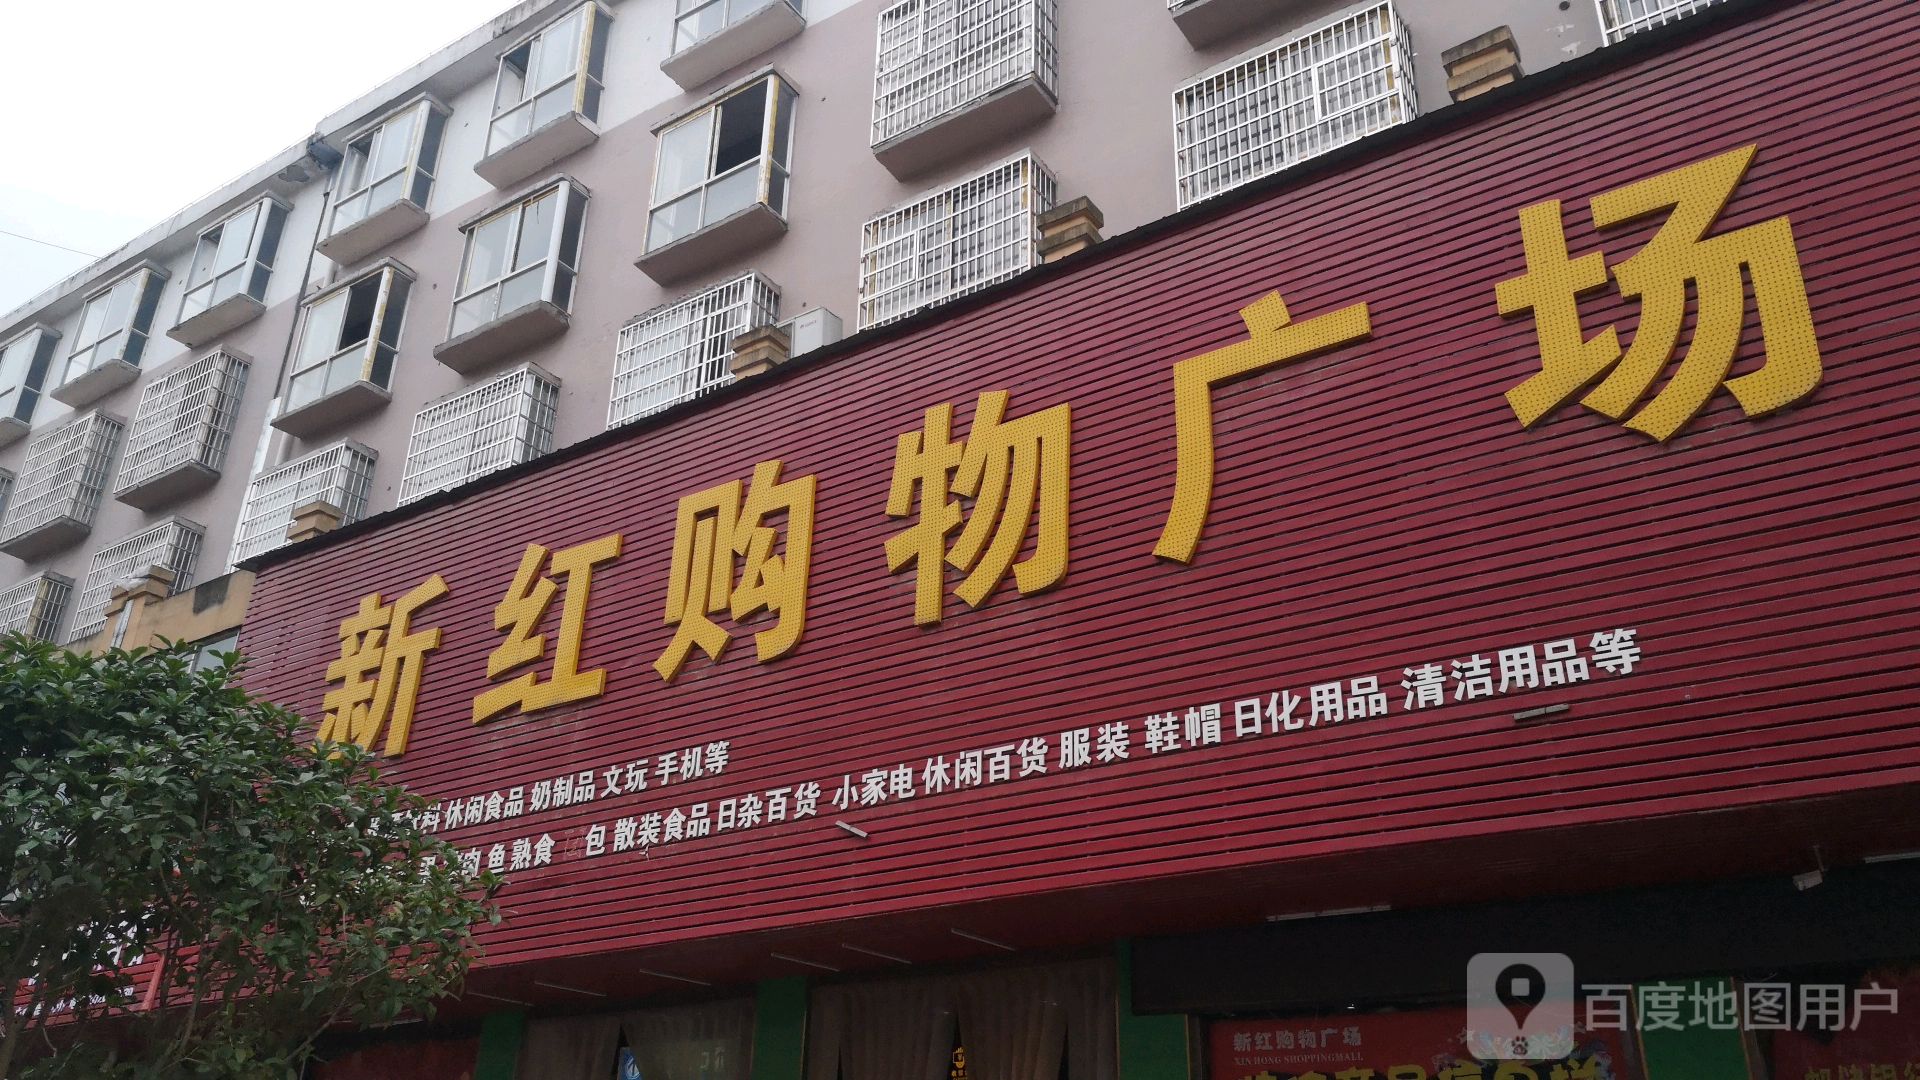 新红购物广场
料 休闲食品 奶制品 文玩 手机等
肉 鱼 熟食 包 散装食品 日杂百货 小家电 休闲百货 服装 鞋帽 日化用品 清洁用品等
新红购物广场
XIN HONG SHOPPINGMALL
百度地图用户